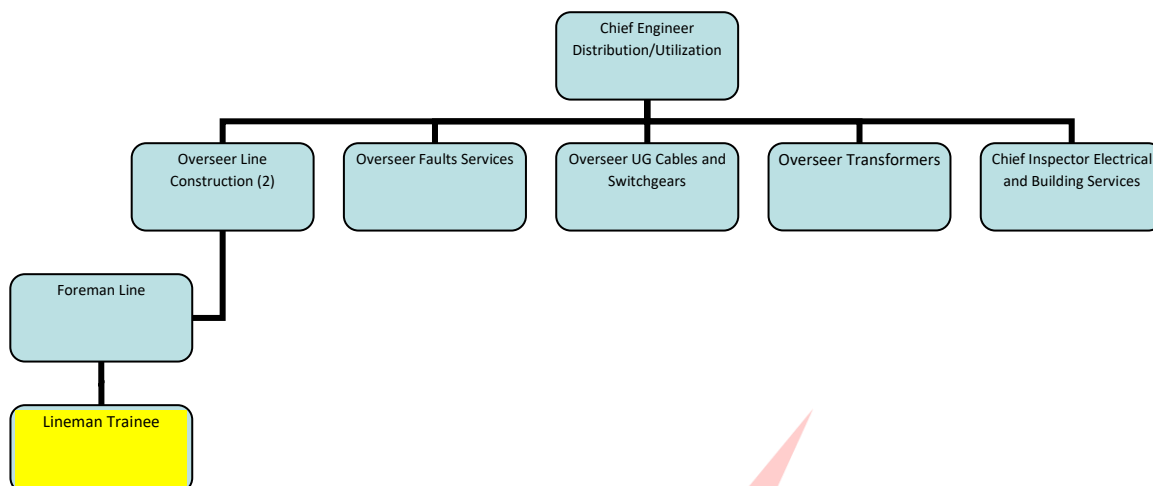 Chief Engineer
Distribution/Utilization
Overseer Line
Construction (2)
Overseer Faults Services
Overseer UG Cables and
Switchgears
Overseer Transformers
Chief Inspector Electrical
and Building Services
Foreman Line
Lineman Trainee